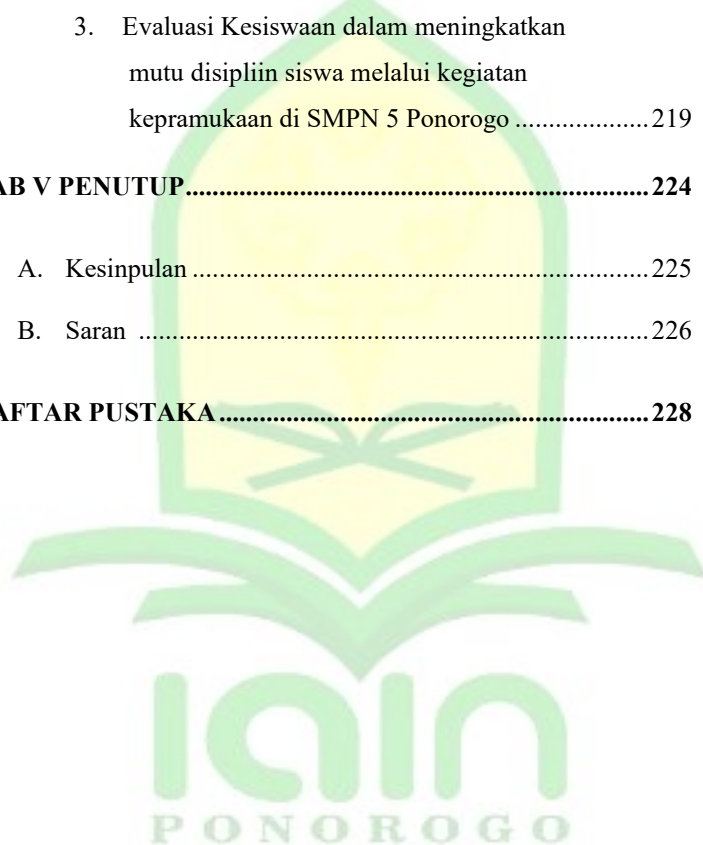 3. Evaluasi Kesiswaan dalam meningkatkan
mutu disipliin siswa melalui kegiatan
kepramukaan di SMPN 5 Ponorogo ...................219
AB V PENUTUP.................................................................224
A. Kesinpulan ................................................................225
B. Saran ........................................................................226
AFTAR PUSTAKA............................................................228
iain
PONOROGO